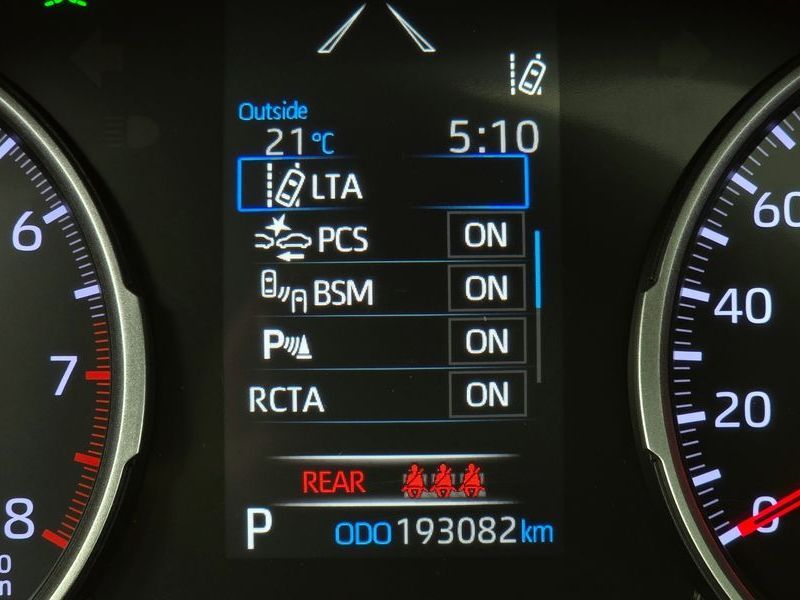 Outside
21°C 5:10
LTA
PCS ON
BSM ON
P ON
RCTA ON
REAR
P ODO 193082 km
6
7
8
60
40
20
0